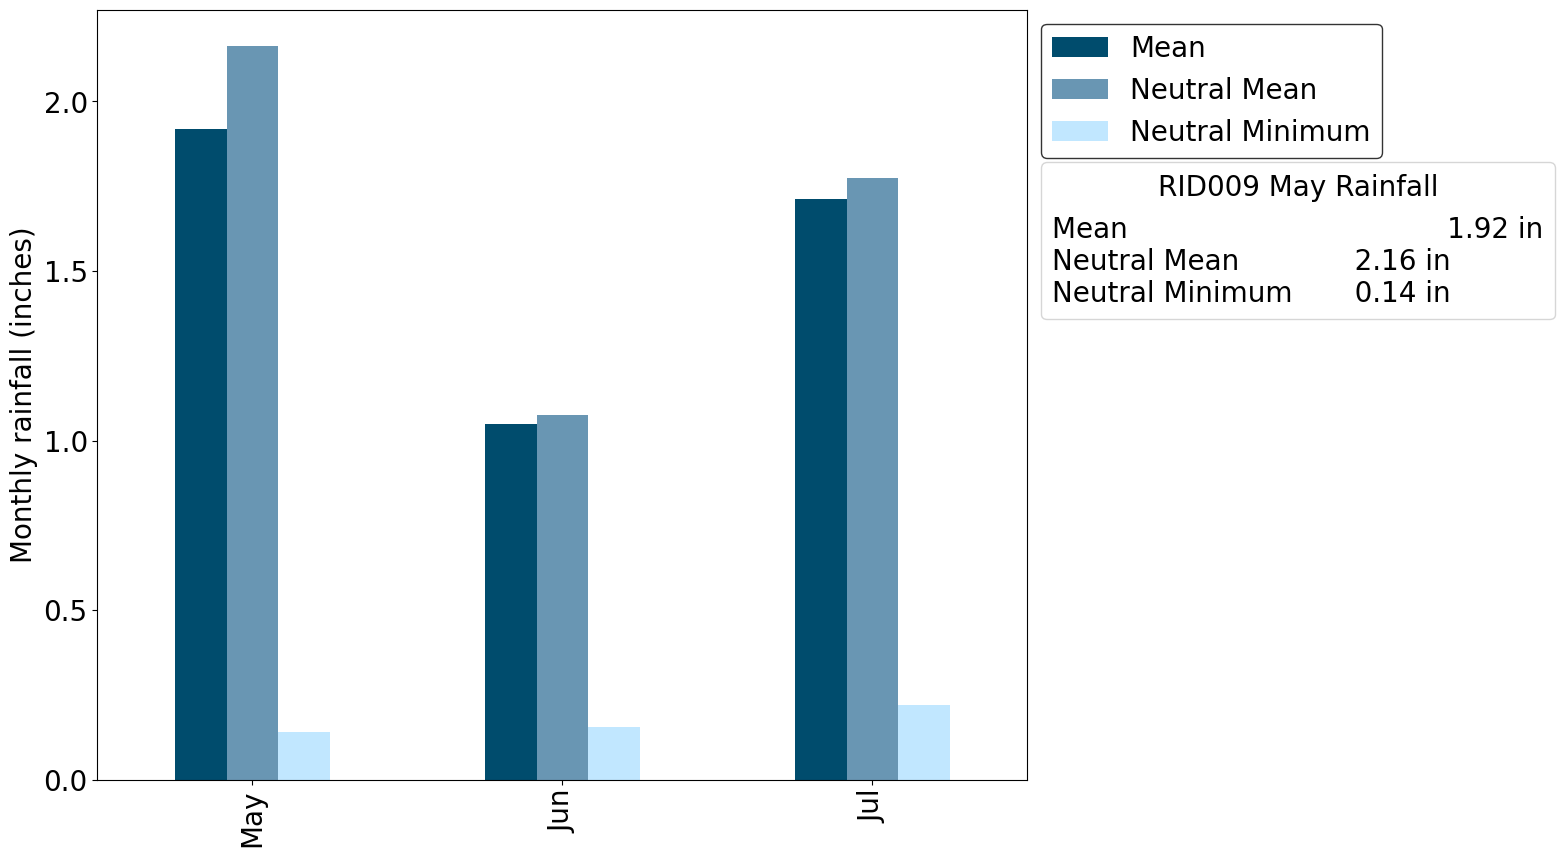 Monthly rainfall (inches)
2.0
1.5
1.0
0.5
0.0
May
Jun
Jul
Mean
Neutral Mean
Neutral Minimum
RID009 May Rainfall
Mean 1.92 in
Neutral Mean 2.16 in
Neutral Minimum 0.14 in